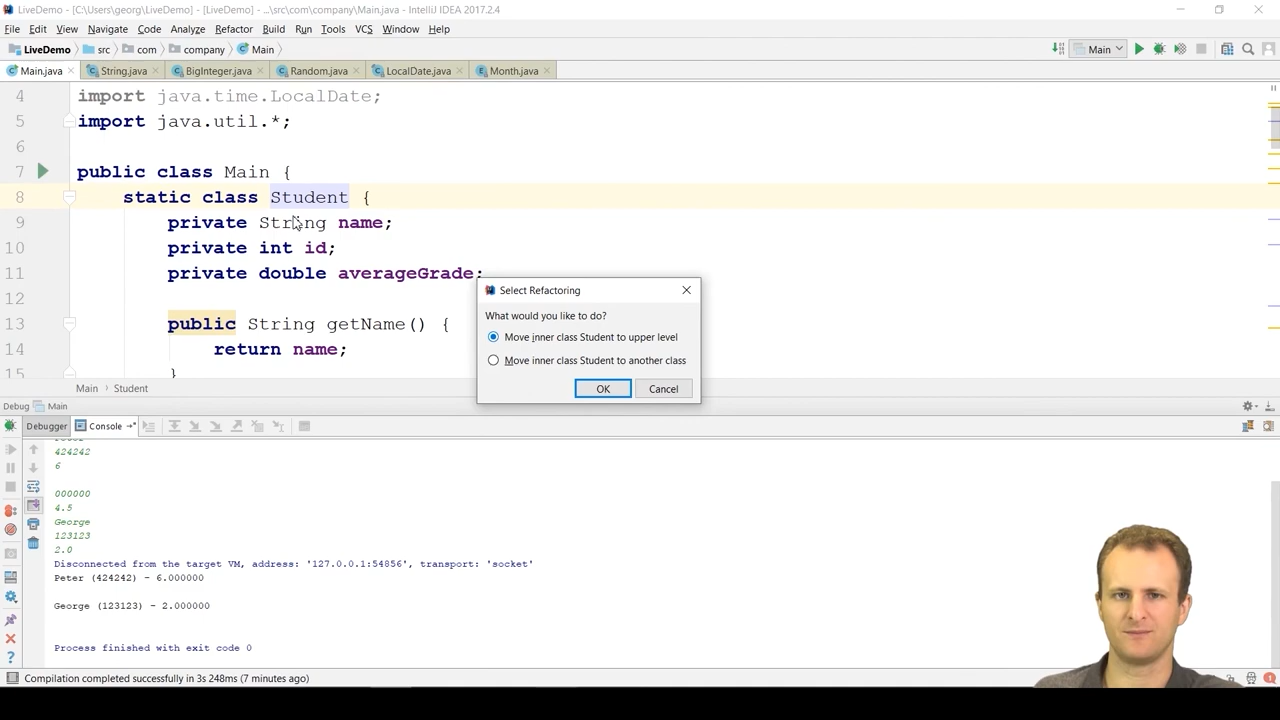 LiveDemo - [C:\Users\georg\LiveDemo] - [LiveDemo] - ...\src\com\company\Main.java - IntelliJ IDEA 2017.2.4
File Edit View Navigate Code Analyze Refactor Build Run Tools VCS Window Help
LiveDemo src com company Main Main
Main.java String.java BigInteger.java Random.java LocalDate.java Month.java
4 import java.time.LocalDate;
5 import java.util.*;
6
7 public class Main {
8 static class Student {
9 private String name;
10 private int id;
11 private double averageGrade;
12
13 public String getName() {
14 return name;
15 }
Select Refactoring
What would you like to do?
Move inner class Student to upper level
Move inner class Student to another class
OK Cancel
Main Student
Debug Main
Debugger Console
424242
6
000000
4.5
George
123123
2.0
Disconnected from the target VM, address: '127.0.0.1:54856', transport: 'socket'
Peter (424242) - 6.000000
George (123123) - 2.000000
Process finished with exit code 0
Compilation completed successfully in 3s 248ms (7 minutes ago)